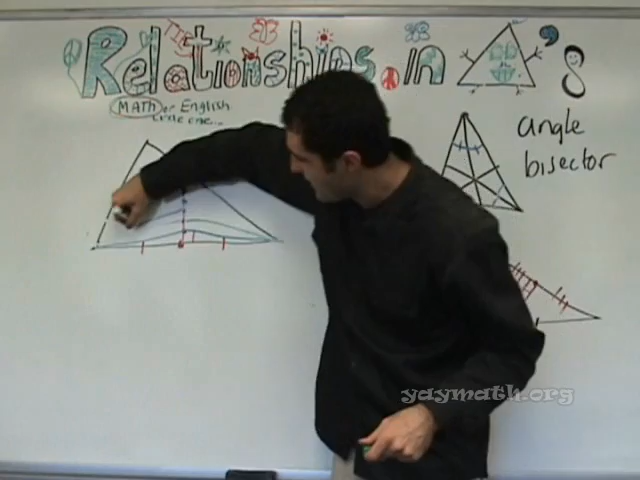 Relationships in Δ's
MATH or English
circle one...
angle
bisector
yaymath.org